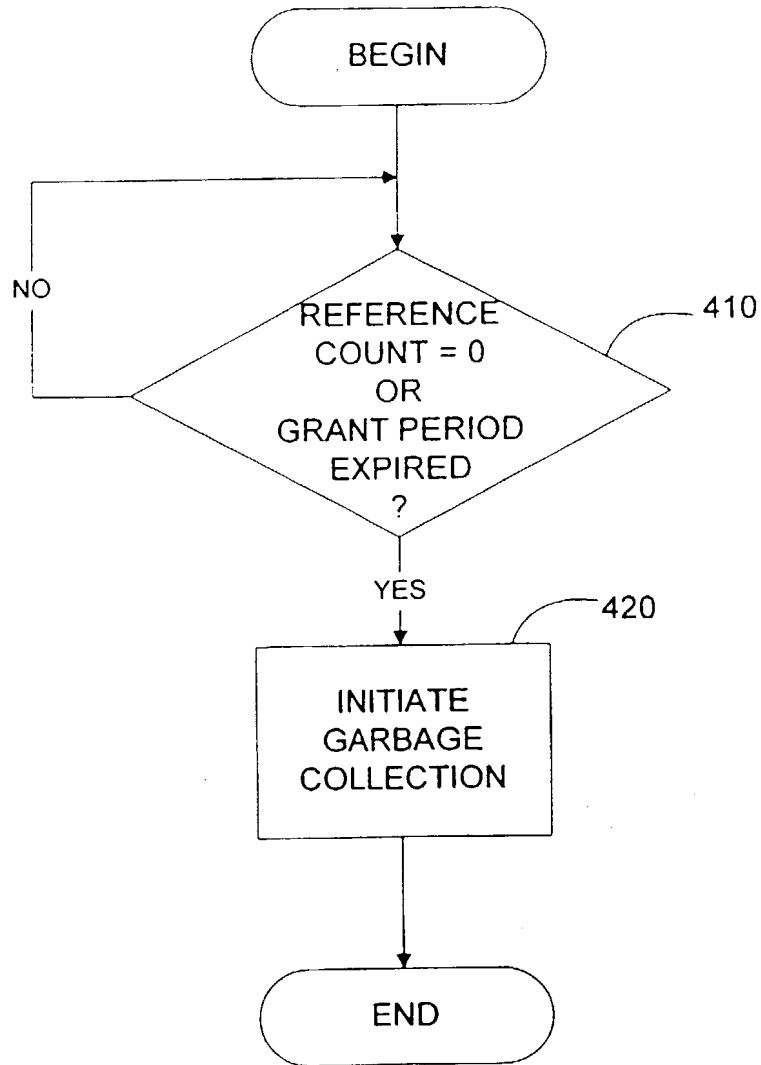 BEGIN
NO
REFERENCE
COUNT = 0
OR
GRANT PERIOD
EXPIRED
?
410
YES
420
INITIATE
GARBAGE
COLLECTION
END